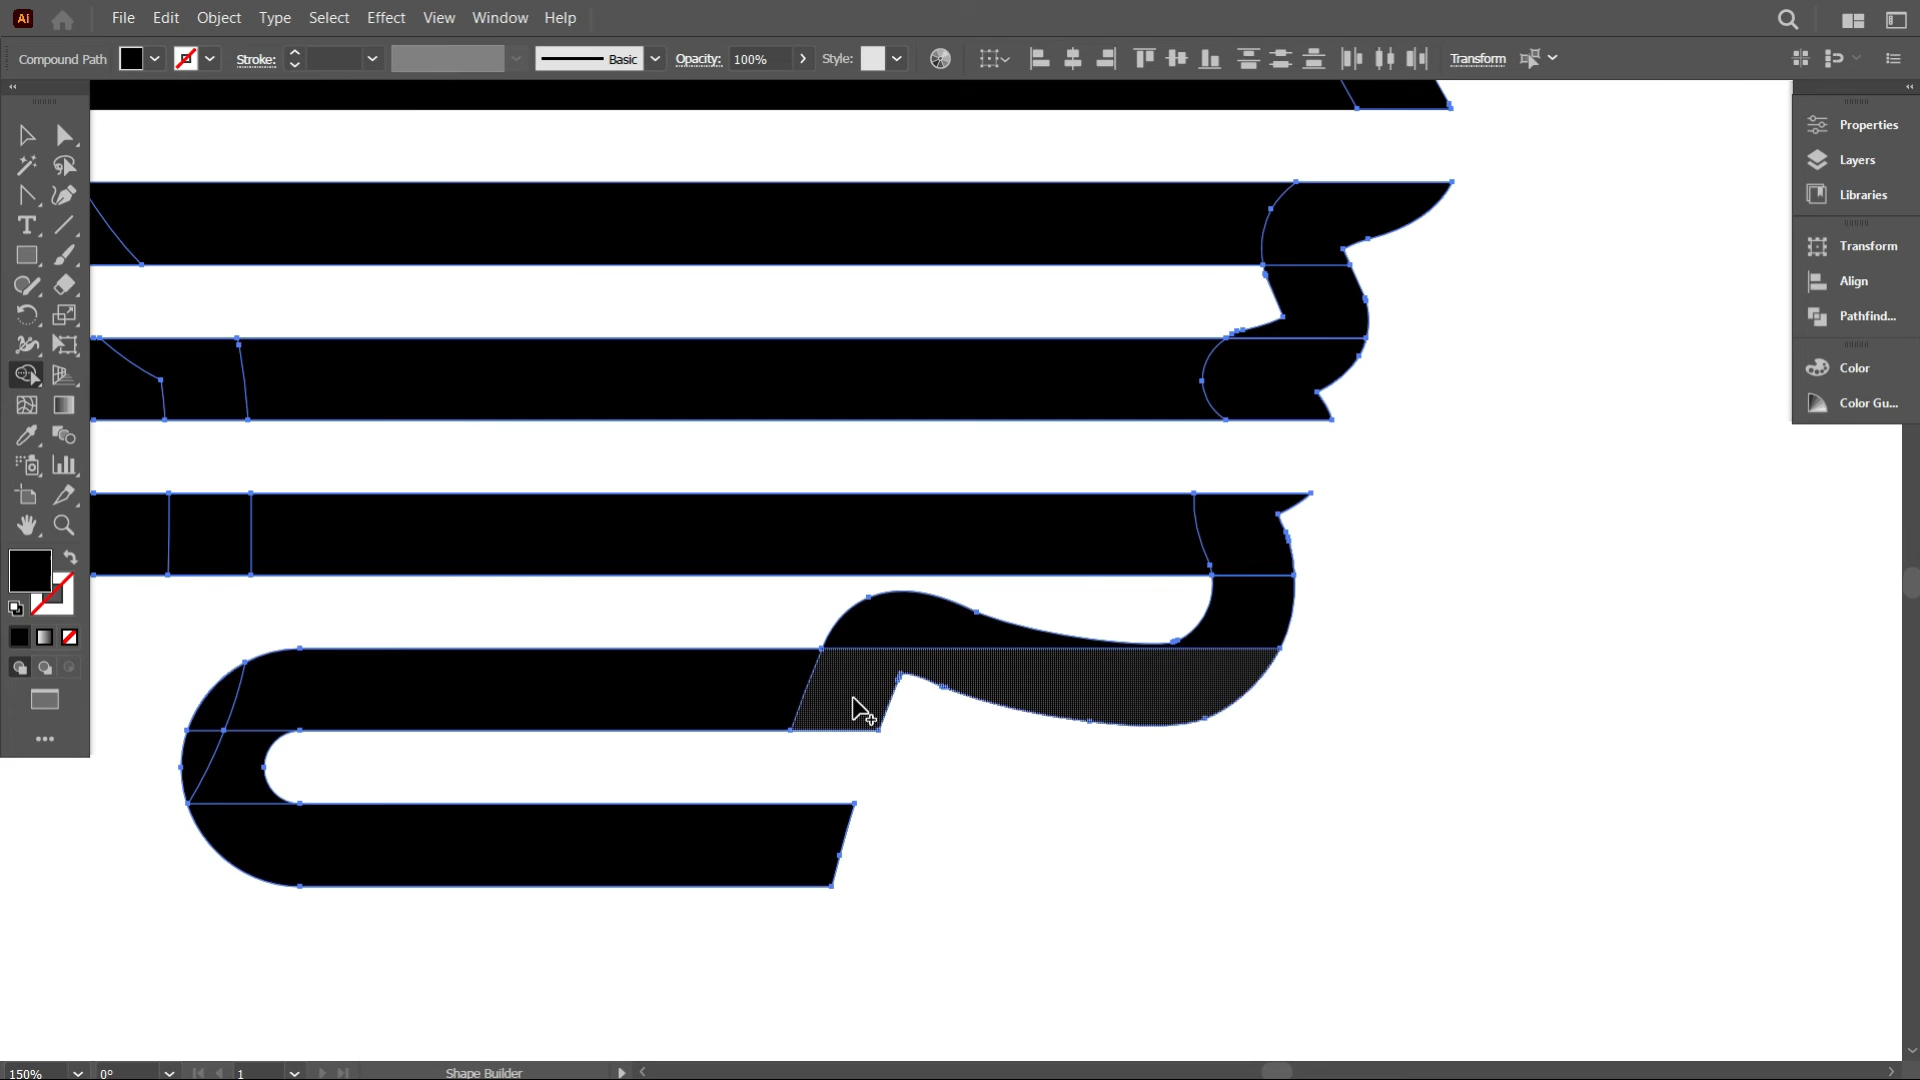 Ai File Edit Object Type Select Effect View Window Help
Compound Path Stroke: Basic Opacity: 100% Style: Transform
Properties
Layers
Libraries
Transform
Align
Pathfind...
Color
Color Gu...
150% 0° 1 Shape Builder